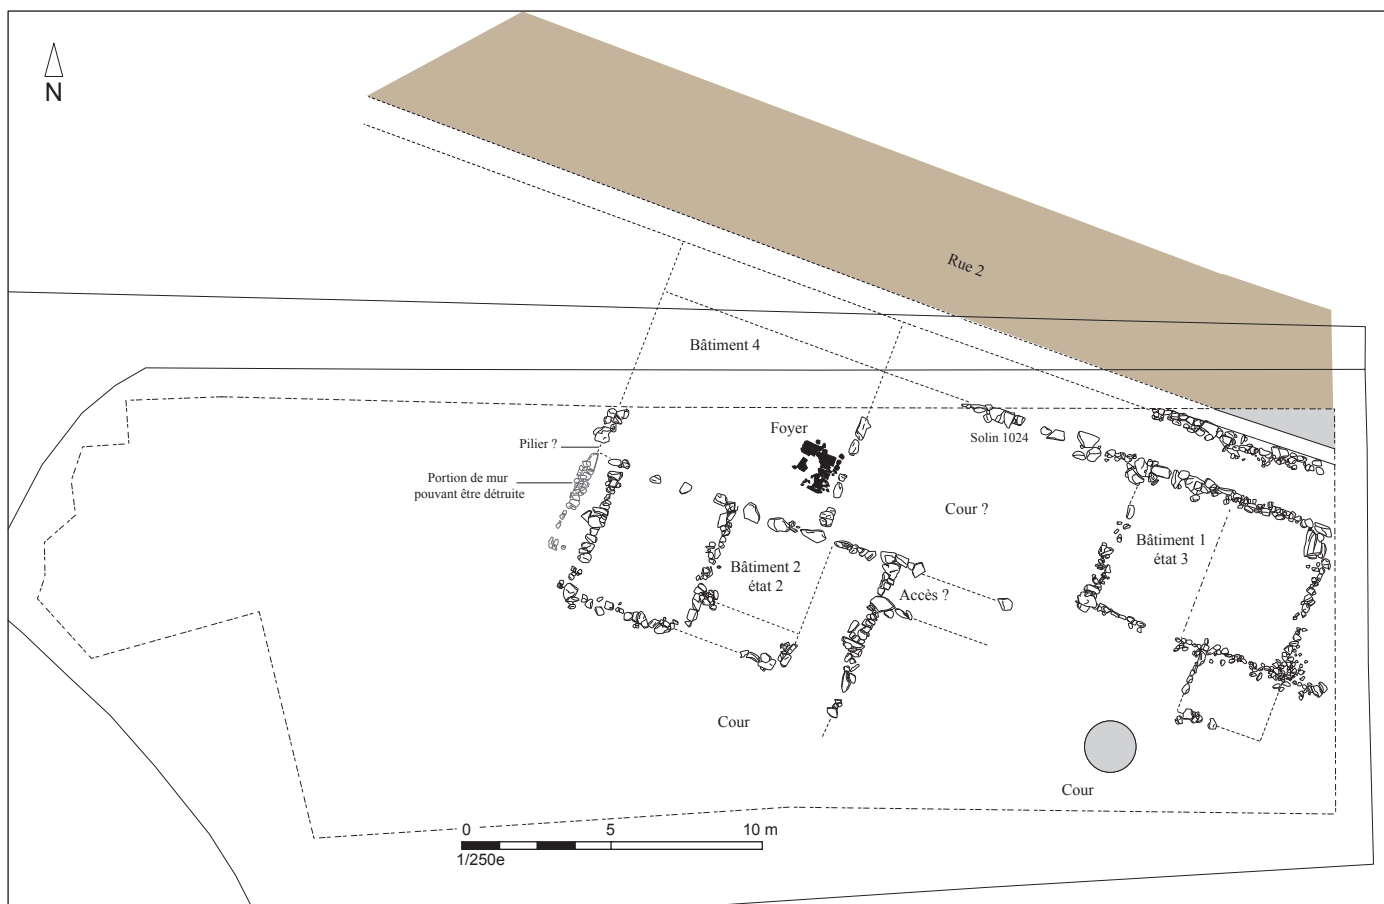 N
Rue 2
Bâtiment 4
Foyer
Solin 1024
Pilier ?
Portion de mur
pouvant être détruite
Cour ?
Bâtiment 1
état 3
Bâtiment 2
état 2
Accès ?
Cour
Cour
0 5 10 m
1/250e